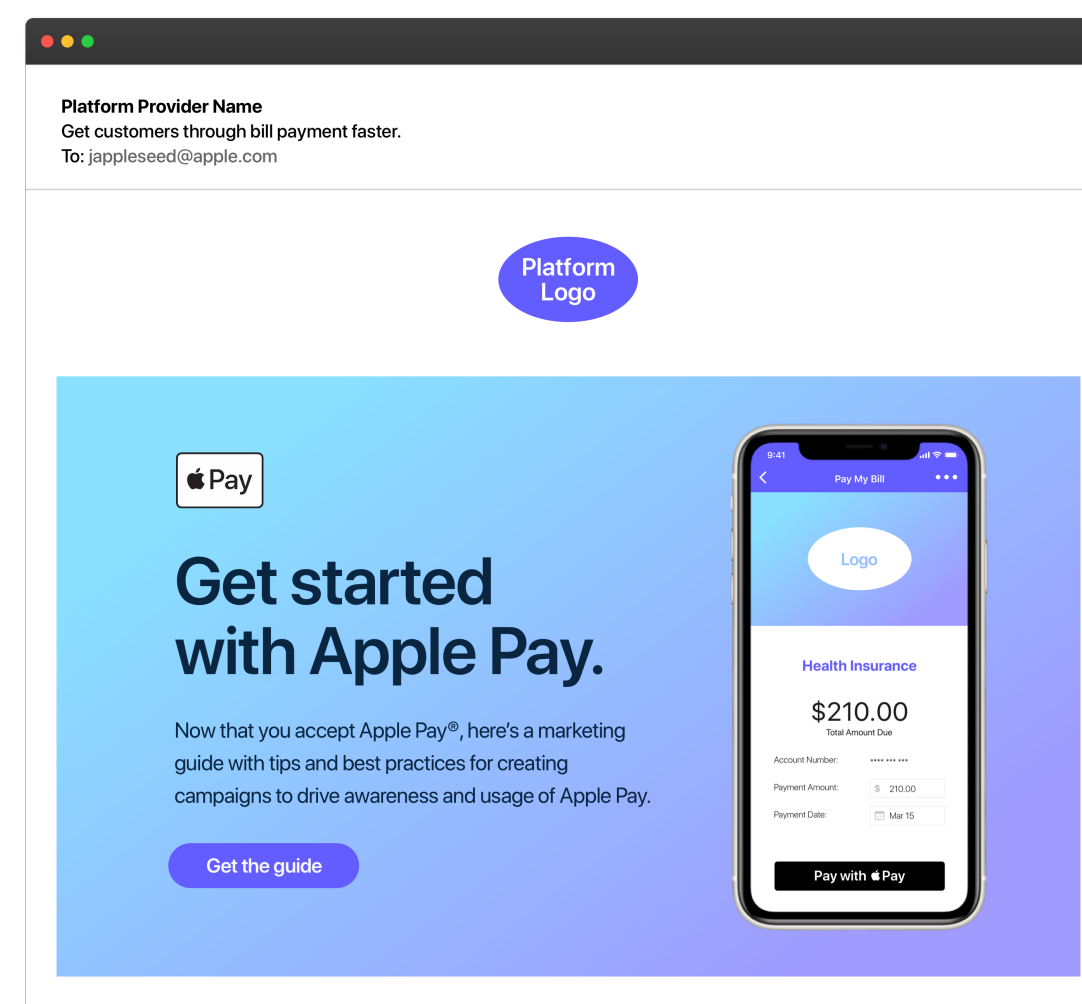 Platform Provider Name
Get customers through bill payment faster.
To: jappleseed@apple.com
Platform
Logo
Pay
Get started
with Apple Pay.
Now that you accept Apple Pay®, here's a marketing
guide with tips and best practices for creating
campaigns to drive awareness and usage of Apple Pay.
Get the guide
9:41
Pay My Bill
Logo
Health Insurance
$210.00
Total Amount Due
Account Number: •••• ••• •••
Payment Amount: $ 210.00
Payment Date: Mar 15
Pay with Pay